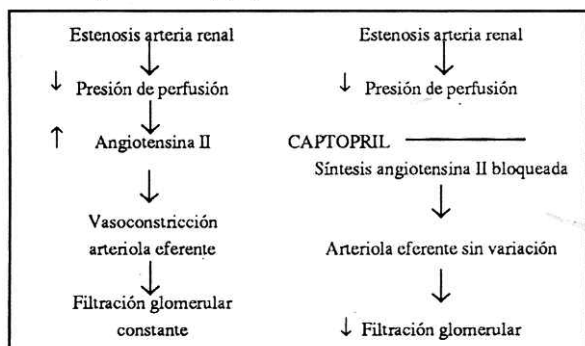 Estenosis arteria renal
↓ Presión de perfusión
↑ Angiotensina II
Vasoconstricción
arteriola eferente
Filtración glomerular
constante
Estenosis arteria renal
↓ Presión de perfusión
CAPTOPRIL
Síntesis angiotensina II bloqueada
Arteriola eferente sin variación
↓ Filtración glomerular